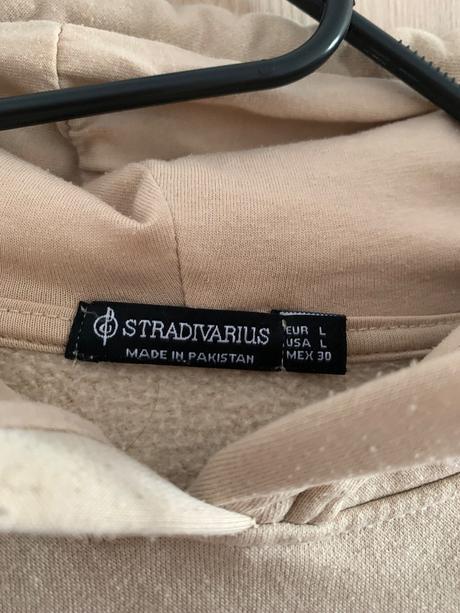 STRADIVARIUS
MADE IN PAKISTAN
EUR L
USA L
MEX 30